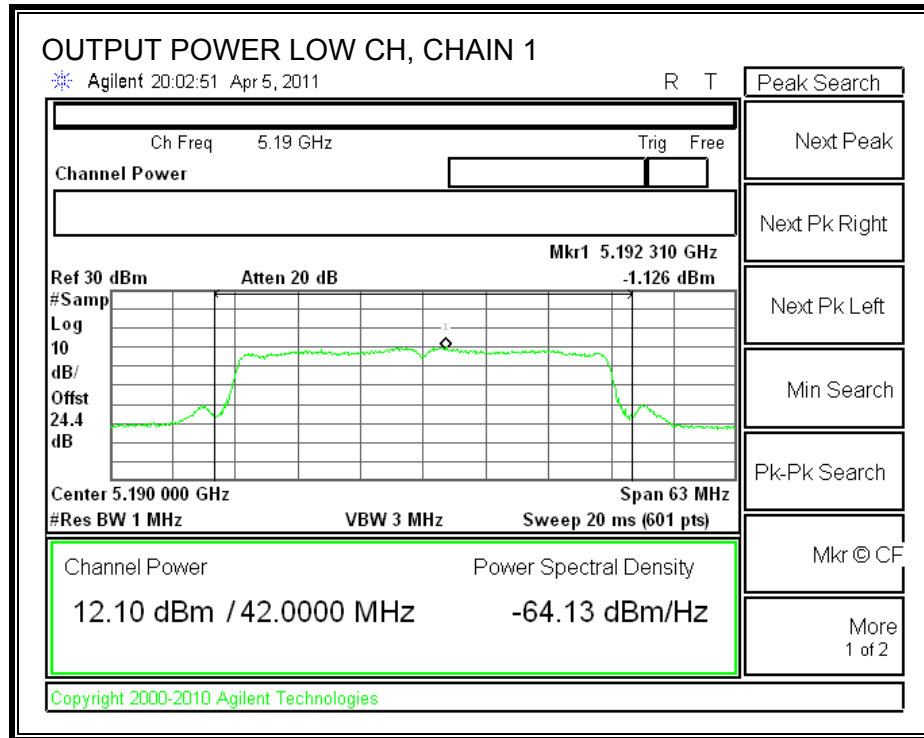 OUTPUT POWER LOW CH, CHAIN 1
Agilent 20:02:51 Apr 5, 2011 R T
Peak Search
Ch Freq 5.19 GHz Trig Free
Channel Power
Next Peak
Next Pk Right
Mkr1 5.192 310 GHz
Ref 30 dBm Atten 20 dB -1.126 dBm
#Samp
Log
10
dB/
Offst
24.4
dB
1
Next Pk Left
Min Search
Pk-Pk Search
Center 5.190 000 GHz Span 63 MHz
#Res BW 1 MHz VBW 3 MHz Sweep 20 ms (601 pts)
Channel Power Power Spectral Density
12.10 dBm / 42.0000 MHz -64.13 dBm/Hz
Mkr © CF
More
1 of 2
Copyright 2000-2010 Agilent Technologies